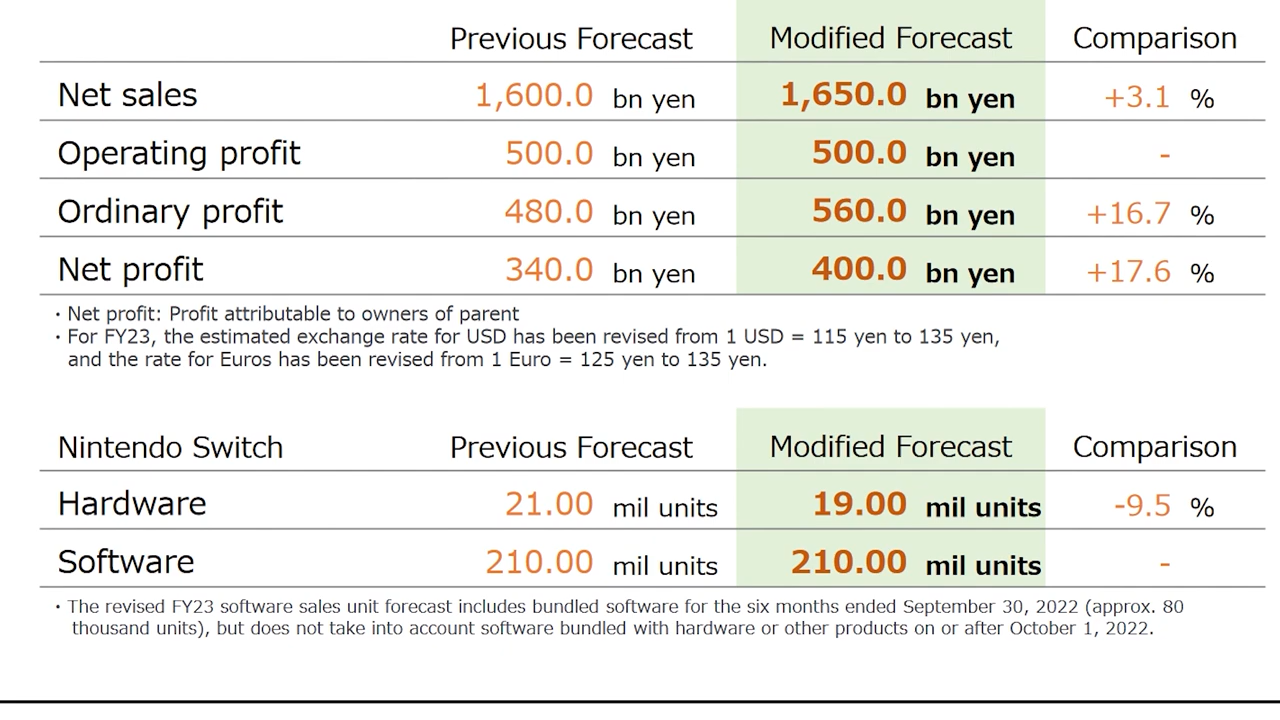 Previous Forecast Modified Forecast Comparison
Net sales 1,600.0 bn yen 1,650.0 bn yen +3.1 %
Operating profit 500.0 bn yen 500.0 bn yen -
Ordinary profit 480.0 bn yen 560.0 bn yen +16.7 %
Net profit 340.0 bn yen 400.0 bn yen +17.6 %
・Net profit: Profit attributable to owners of parent
・For FY23, the estimated exchange rate for USD has been revised from 1 USD = 115 yen to 135 yen,
and the rate for Euros has been revised from 1 Euro = 125 yen to 135 yen.
Nintendo Switch Previous Forecast Modified Forecast Comparison
Hardware 21.00 mil units 19.00 mil units -9.5 %
Software 210.00 mil units 210.00 mil units -
・The revised FY23 software sales unit forecast includes bundled software for the six months ended September 30, 2022 (approx. 80
thousand units), but does not take into account software bundled with hardware or other products on or after October 1, 2022.